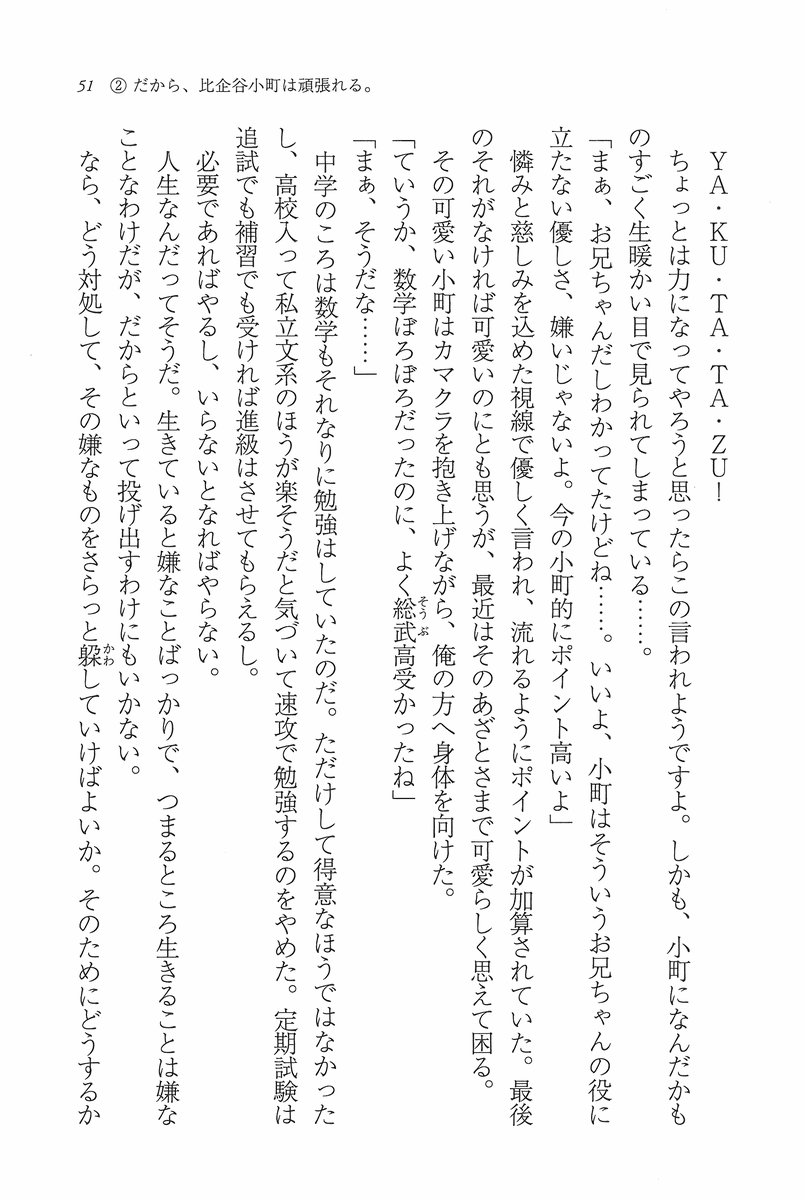 51 ② だから、比企谷小町は頑張れる。
ＹＡ・ＫＵ・ＴＡ・ＴＡ・ＺＵ！
ちょっとは力になってやろうと思ったらこの言われようですよ。しかも、小町になんだかも
のすごく生暖かい目で見られてしまっている……。
「まぁ、お兄ちゃんだしわかってたけどね……。いいよ、小町はそういうお兄ちゃんの役に
立たない優しさ、嫌いじゃないよ。今の小町的にポイント高いよ」
憐みと慈しみを込めた視線で優しく言われ、流れるようにポイントが加算されていた。最後
のそれがなければ可愛いのにとも思うが、最近はそのあざとさまで可愛らしく思えて困る。
その可愛い小町はカマクラを抱き上げながら、俺の方へ身体を向けた。
「ていうか、数学ぼろぼろだったのに、よく総武高受かったね」
そうぶ
「まぁ、そうだな……」
中学のころは数学もそれなりに勉強はしていたのだ。ただけして得意なほうではなかった
し、高校入って私立文系のほうが楽そうだと気づいて速攻で勉強するのをやめた。定期試験は
追試でも補習でも受ければ進級はさせてもらえるし。
必要であればやるし、いらないとなればやらない。
人生なんだってそうだ。生きていると嫌なことばっかりで、つまるところ生きることは嫌な
ことなわけだが、だからといって投げ出すわけにもいかない。
なら、どう対処して、その嫌なものをさらっと躱していけばよいか。そのためにどうするか
かわ